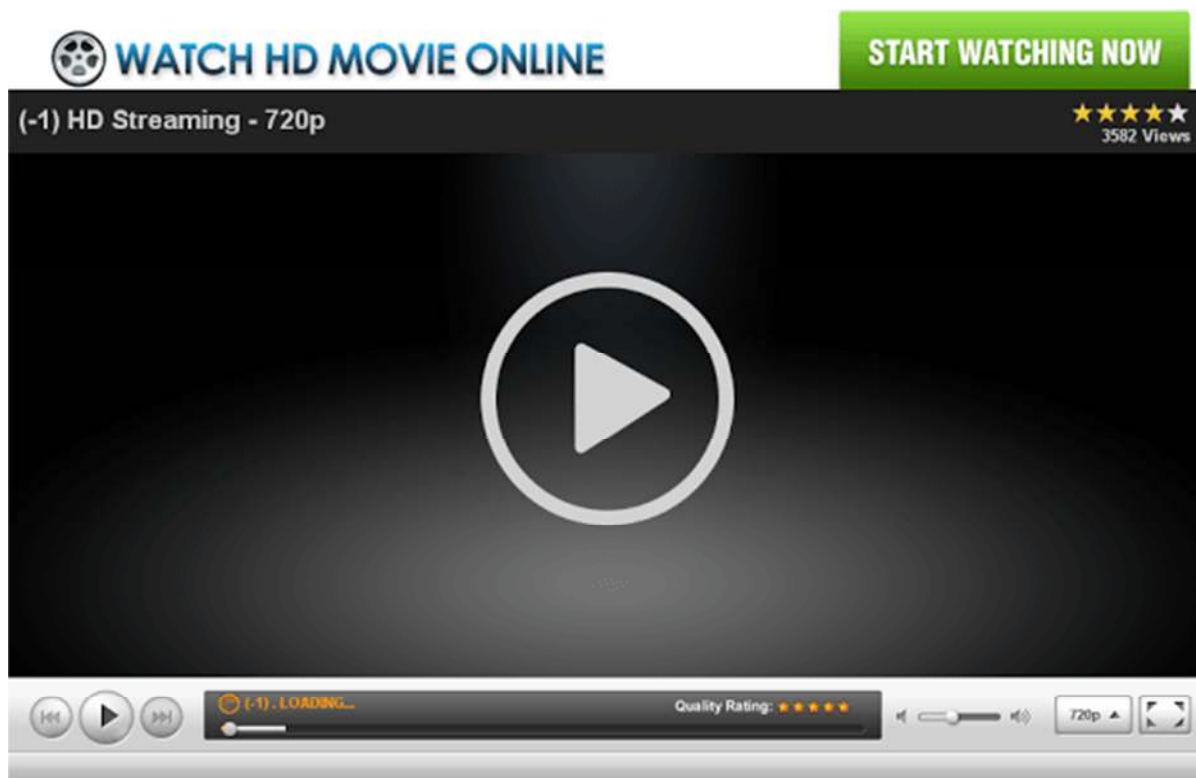 WATCH HD MOVIE ONLINE
START WATCHING NOW
(-1) HD Streaming - 720p
3582 Views
(-1) . LOADING...
Quality Rating:
720p